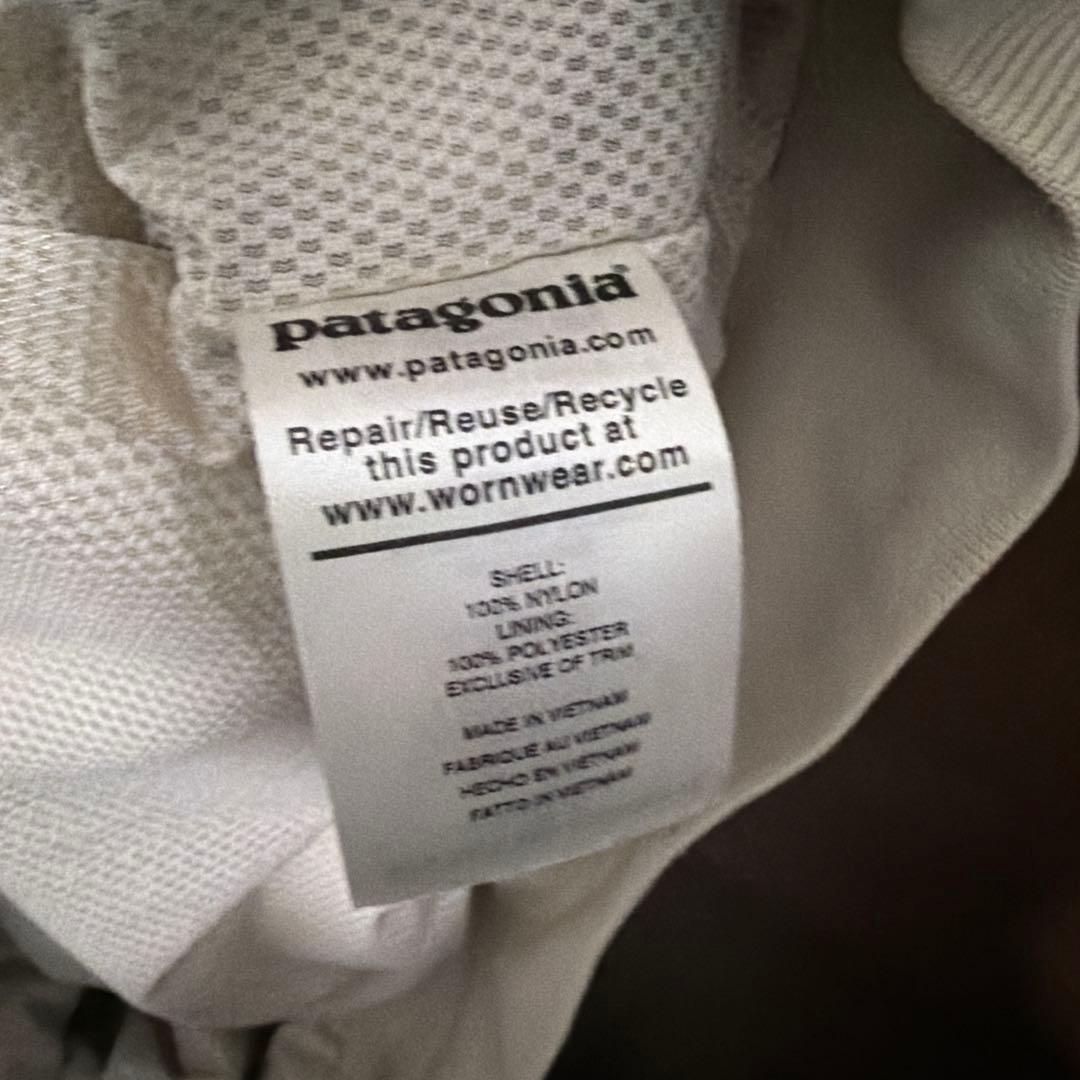 patagonia®
www.patagonia.com
Repair/Reuse/Recycle
this product at
www.wornwear.com
SHELL:
100% NYLON
LINING:
100% POLYESTER
EXCLUSIVE OF TRIM
MADE IN VIETNAM
FABRIQUE AU VIETNAM
HECHO EN VIETNAM
FATTO IN VIETNAM